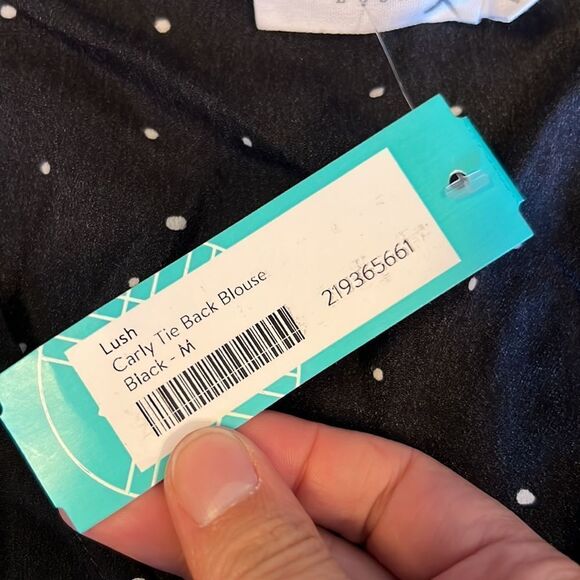 Lush
Carly Tie Back Blouse
Black - M
219365661